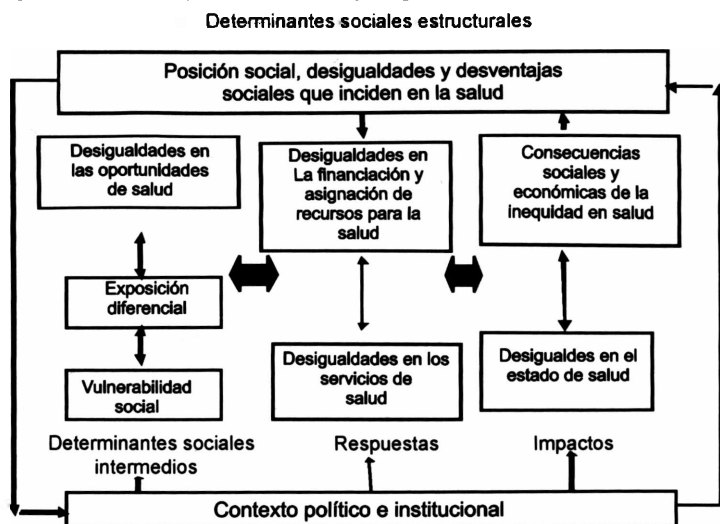 Determinantes sociales estructurales
Posición social, desigualdades y desventajas
sociales que inciden en la salud
Desigualdades en
las oportunidades
de salud
Exposición
diferencial
Vulnerabilidad
social
Determinantes sociales
intermedios
Desigualdades en
La financiación y
asignación de
recursos para la
salud
Desigualdades en los
servicios de
salud
Respuestas
Consecuencias
sociales y
económicas de la
inequidad en salud
Desigualdes en el
estado de salud
Impactos
Contexto político e institucional